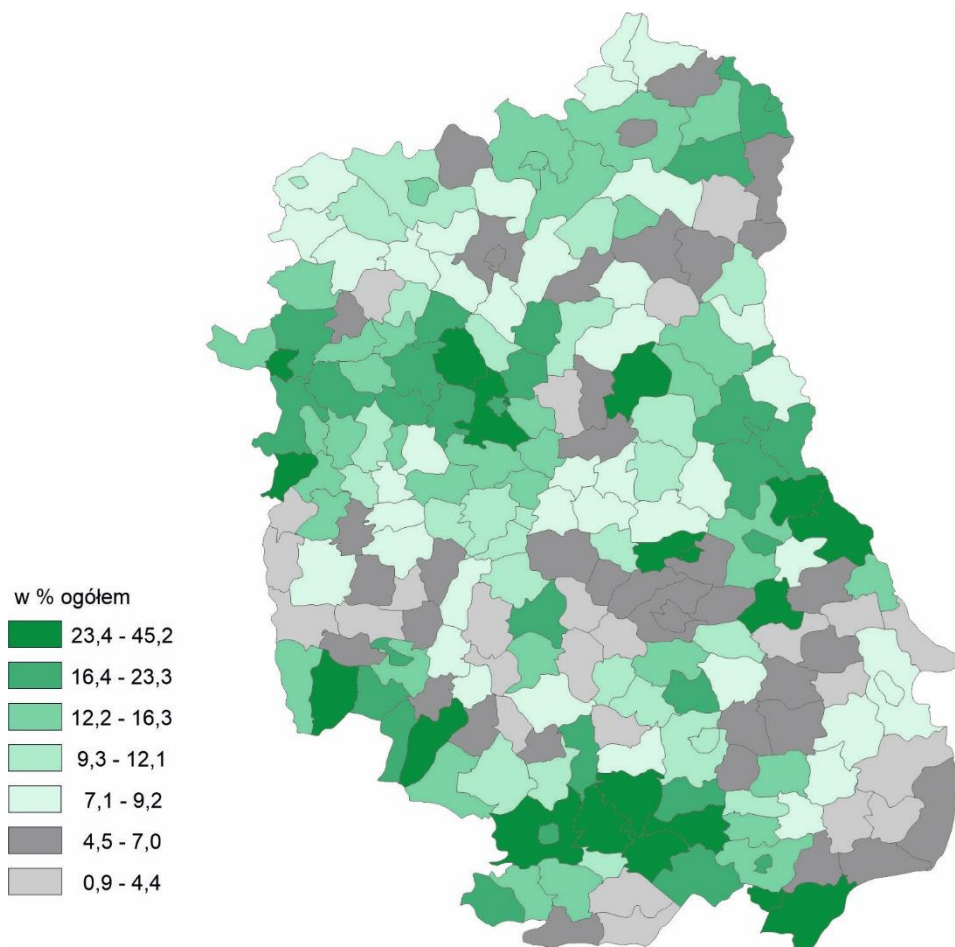 w % ogółem
23,4 - 45,2
16,4 - 23,3
12,2 - 16,3
9,3 - 12,1
7,1 - 9,2
4,5 - 7,0
0,9 - 4,4